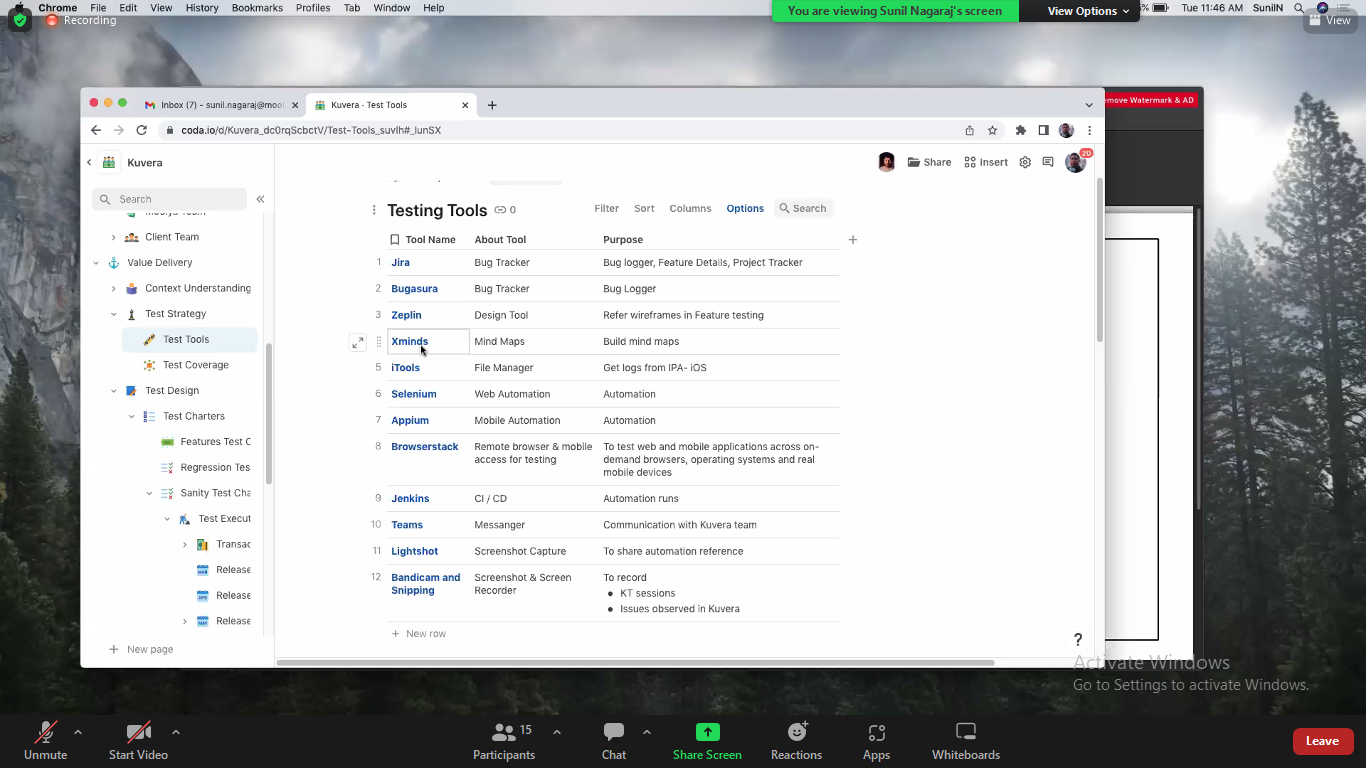 Chrome File Edit View History Bookmarks Profiles Tab Window Help
You are viewing Sunil Nagaraj's screen
View Options
Tue 11:46 AM SunilN
Recording
View
Inbox (7) - sunil.nagaraj@moo
Kuvera · Test Tools
Remove Watermark & AD
coda.io/d/Kuvera_dc0rqScbctV/Test-Tools_suvlh#_lunSX
Kuvera
Share
Insert
20
Search
Client Team
Value Delivery
Context Understanding
Test Strategy
Test Tools
Test Coverage
Test Design
Test Charters
Features Test C
Regression Tes
Sanity Test Cha
Test Execut
Transac
Release
Release
Release
New page
Testing Tools 0
Filter Sort Columns Options Search
Tool Name About Tool Purpose
1 Jira Bug Tracker Bug logger, Feature Details, Project Tracker
2 Bugasura Bug Tracker Bug Logger
3 Zeplin Design Tool Refer wireframes in Feature testing
Xminds Mind Maps Build mind maps
5 iTools File Manager Get logs from IPA- iOS
6 Selenium Web Automation Automation
7 Appium Mobile Automation Automation
8 Browserstack Remote browser & mobile To test web and mobile applications across on-
access for testing demand browsers, operating systems and real
mobile devices
9 Jenkins CI / CD Automation runs
10 Teams Messanger Communication with Kuvera team
11 Lightshot Screenshot Capture To share automation reference
12 Bandicam and Screenshot & Screen To record
Snipping Recorder • KT sessions
• Issues observed in Kuvera
+ New row
?
Activate Windows
Go to Settings to activate Windows.
Unmute
Start Video
15
Participants
Chat
Share Screen
Reactions
Apps
Whiteboards
Leave